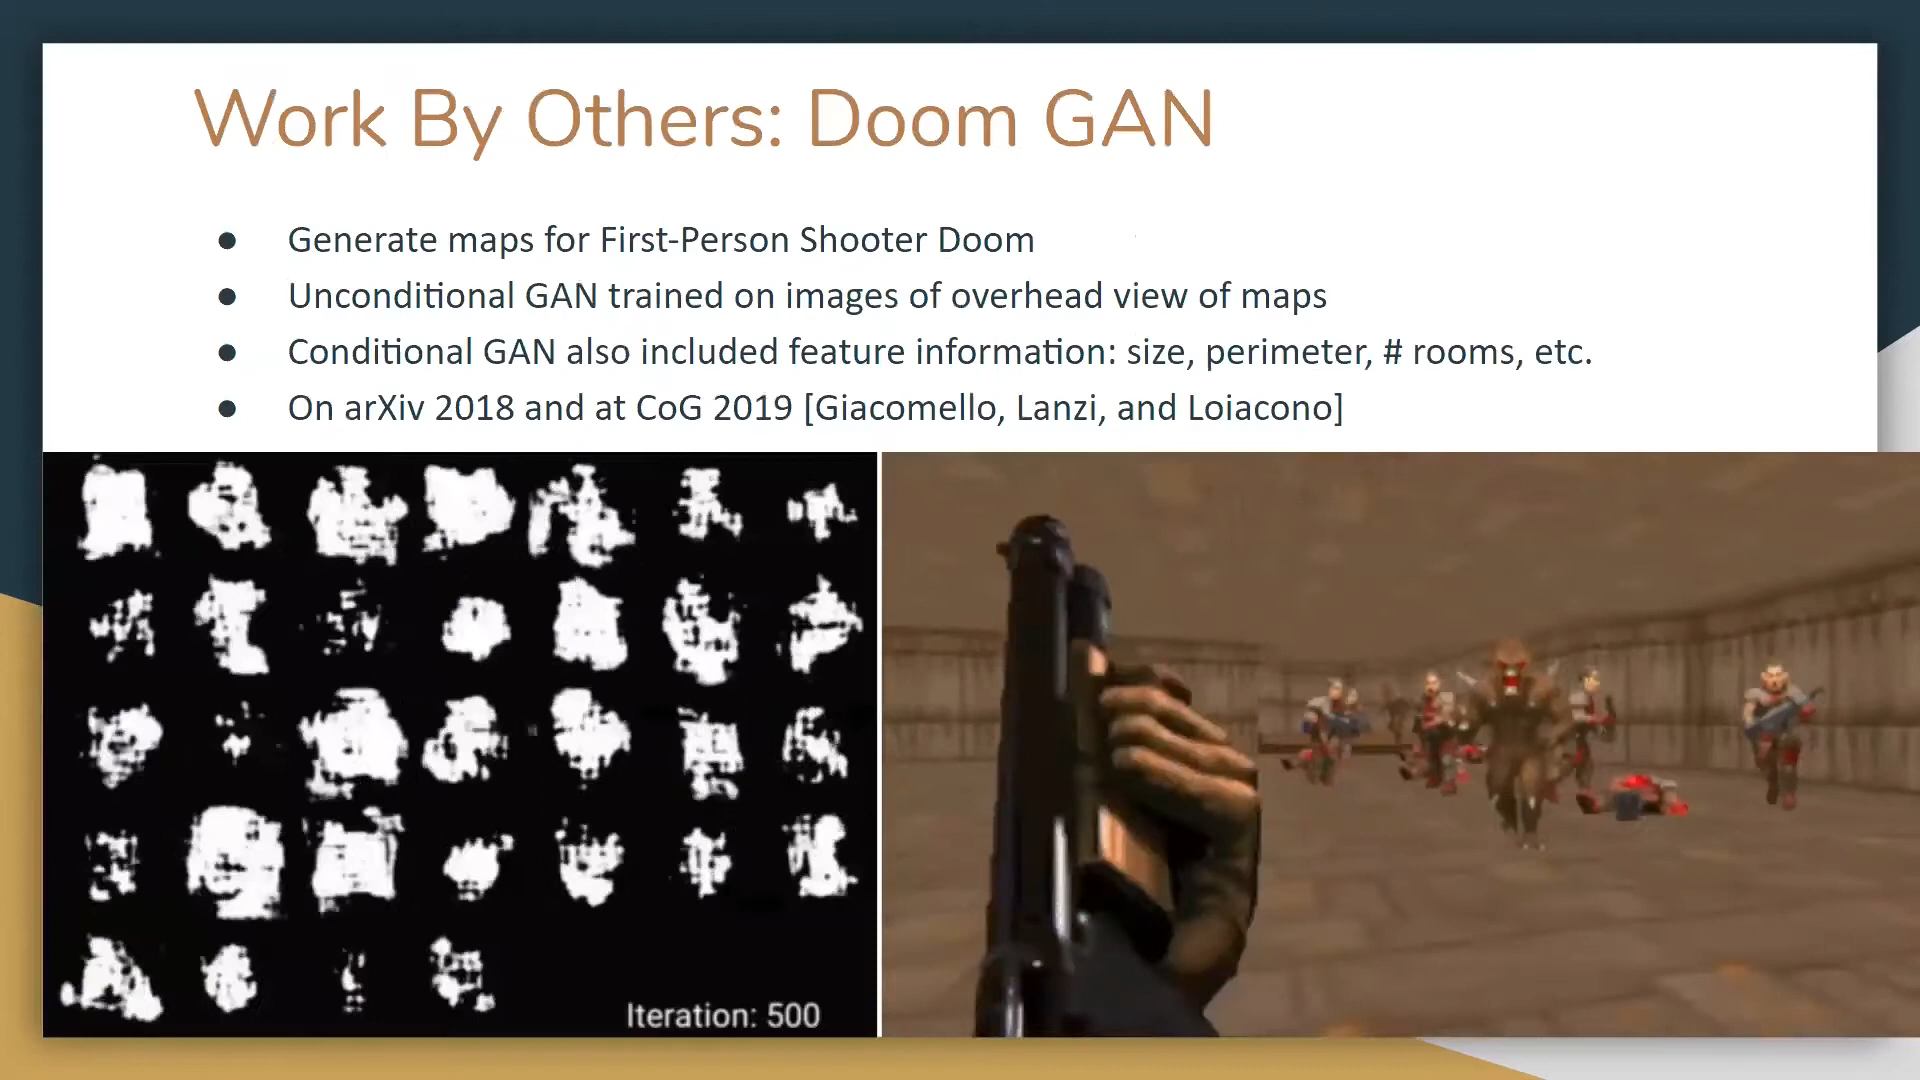 Work By Others: Doom GAN
● Generate maps for First-Person Shooter Doom
● Unconditional GAN trained on images of overhead view of maps
● Conditional GAN also included feature information: size, perimeter, # rooms, etc.
● On arXiv 2018 and at CoG 2019 [Giacomello, Lanzi, and Loiacono]
Iteration: 500